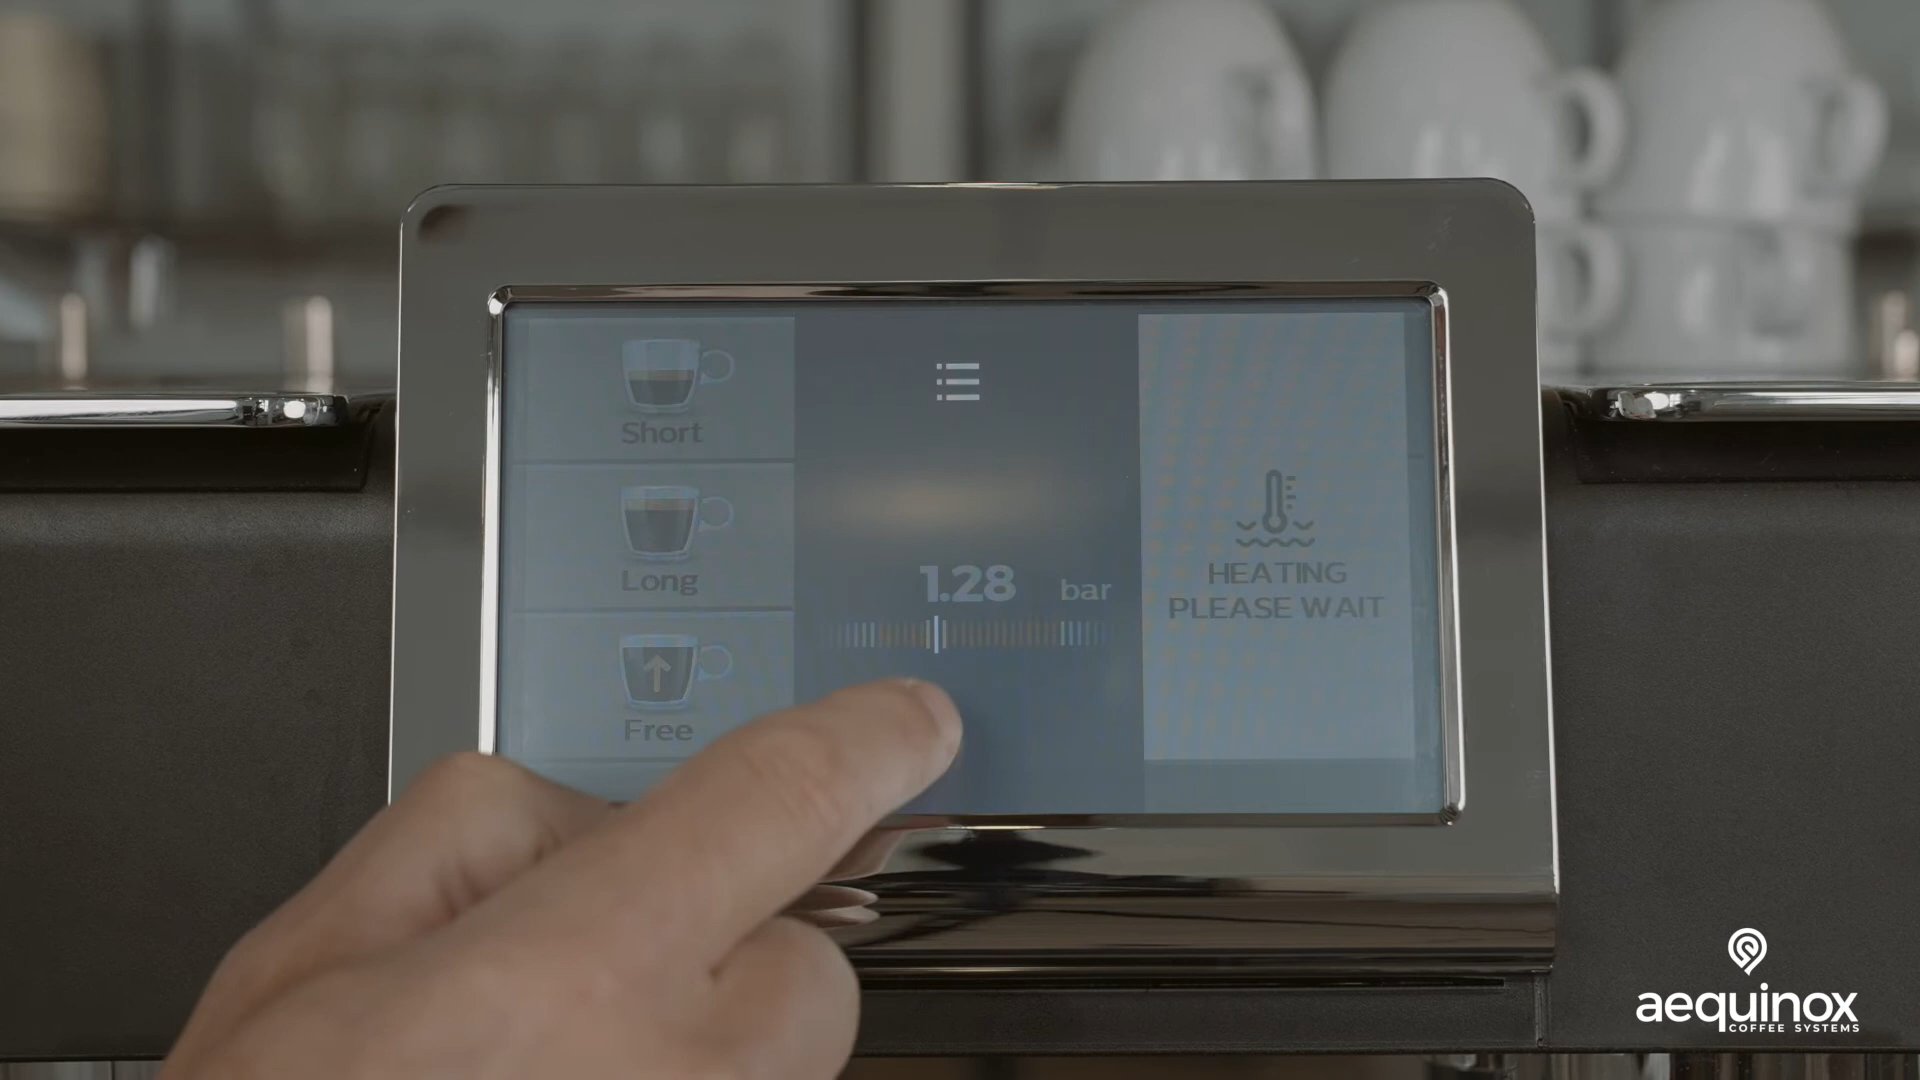 Short
Long
Free
1.28 bar
HEATING
PLEASE WAIT
aequinox
COFFEE SYSTEMS